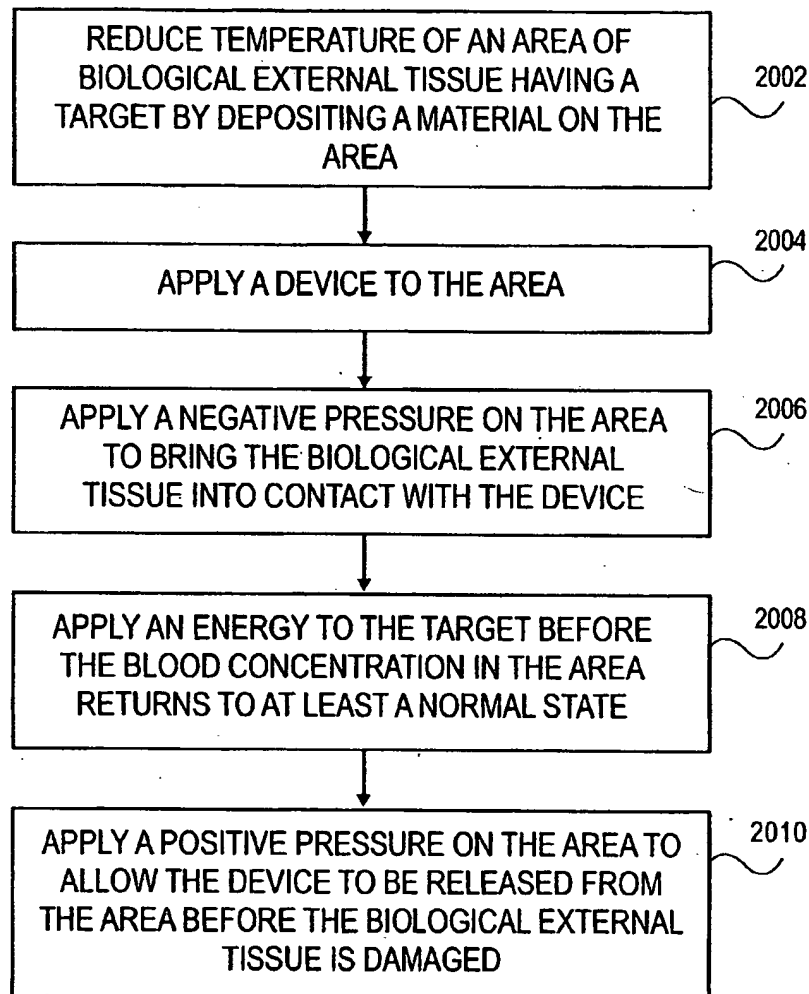 REDUCE TEMPERATURE OF AN AREA OF
BIOLOGICAL EXTERNAL TISSUE HAVING A
TARGET BY DEPOSITING A MATERIAL ON THE
AREA
2002
2004
APPLY A DEVICE TO THE AREA
APPLY A NEGATIVE PRESSURE ON THE AREA
TO BRING THE BIOLOGICAL EXTERNAL
TISSUE INTO CONTACT WITH THE DEVICE
2006
APPLY AN ENERGY TO THE TARGET BEFORE
THE BLOOD CONCENTRATION IN THE AREA
RETURNS TO AT LEAST A NORMAL STATE
2008
APPLY A POSITIVE PRESSURE ON THE AREA TO
ALLOW THE DEVICE TO BE RELEASED FROM
THE AREA BEFORE THE BIOLOGICAL EXTERNAL
TISSUE IS DAMAGED
2010